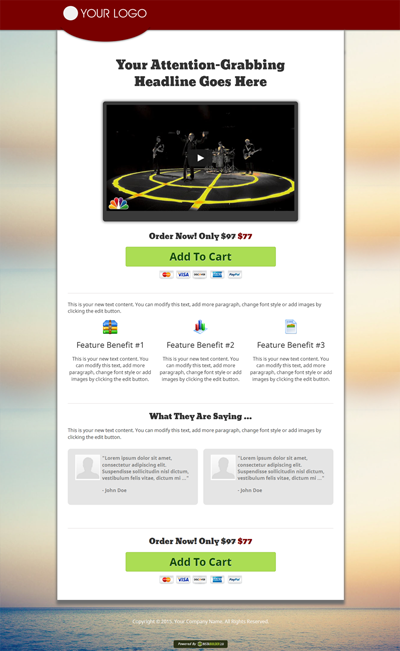 YOUR LOGO
Your Attention-Grabbing
Headline Goes Here
Order Now! Only $97 $77
Add To Cart
VISA
PayPal
This is your new text content. You can modify this text, add more paragraph, change font style or add images by
clicking the edit button.
Feature Benefit #1
This is your new text content. You
can modify this text, add more
paragraph, change font style or add
images by clicking the edit button.
Feature Benefit #2
This is your new text content. You
can modify this text, add more
paragraph, change font style or add
images by clicking the edit button.
Feature Benefit #3
This is your new text content. You
can modify this text, add more
paragraph, change font style or add
images by clicking the edit button.
What They Are Saying ...
This is your new text content. You can modify this text, add more paragraph, change font style or add images by
clicking the edit button.
"Lorem ipsum dolor sit amet,
consectetur adipiscing elit.
Suspendisse sollicitudin nisl dictum,
vestibulum felis vitae, dictum mi ..."
- John Doe
"Lorem ipsum dolor sit amet,
consectetur adipiscing elit.
Suspendisse sollicitudin nisl dictum,
vestibulum felis vitae, dictum mi ..."
- John Doe
Order Now! Only $97 $77
Add To Cart
VISA
PayPal
Copyright © 2015. Your Company Name. All Rights Reserved.